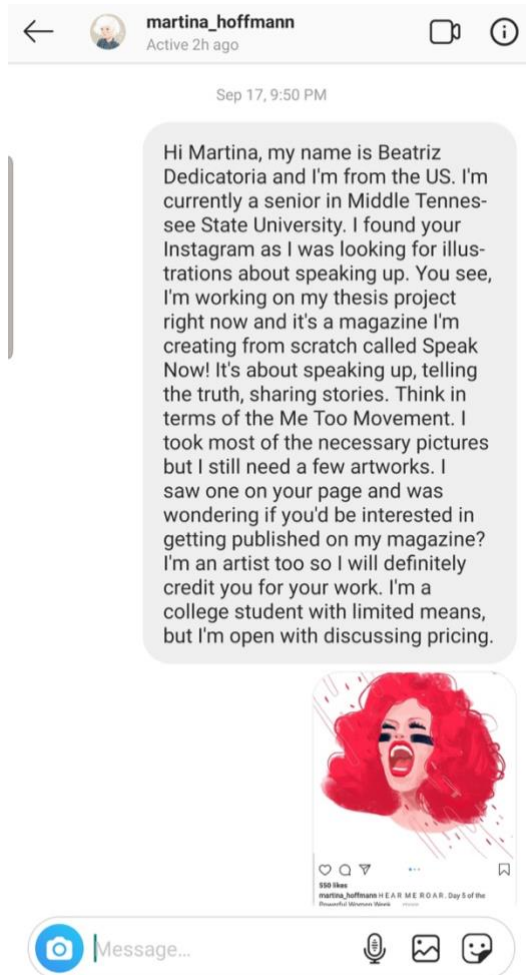 martina_hoffmann
Active 2h ago
Sep 17, 9:50 PM
Hi Martina, my name is Beatriz
Dedicatoria and I'm from the US. I'm
currently a senior in Middle Tennes-
see State University. I found your
Instagram as I was looking for illus-
trations about speaking up. You see,
I'm working on my thesis project
right now and it's a magazine I'm
creating from scratch called Speak
Now! It's about speaking up, telling
the truth, sharing stories. Think in
terms of the Me Too Movement. I
took most of the necessary pictures
but I still need a few artworks. I
saw one on your page and was
wondering if you'd be interested in
getting published on my magazine?
I'm an artist too so I will definitely
credit you for your work. I'm a
college student with limited means,
but I'm open with discussing pricing.
550 likes
martina_hoffmann H E A R M E R O A R. Day 5 of the
Powerful Women Week more
Message...